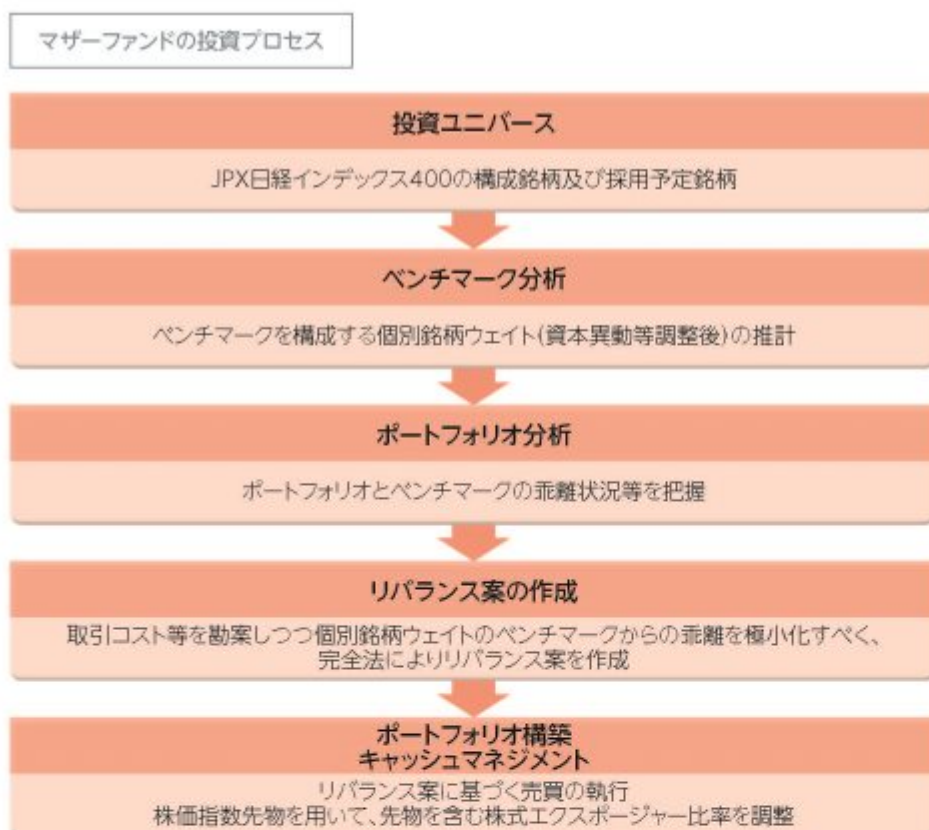 マザーファンドの投資プロセス
投資ユニバース
JPX日経インデックス400の構成銘柄及び採用予定銘柄
ベンチマーク分析
ベンチマークを構成する個別銘柄ウェイト(資本異動等調整後)の推計
ポートフォリオ分析
ポートフォリオとベンチマークの乖離状況等を把握
リバランス案の作成
取引コスト等を勘案しつつ個別銘柄ウェイトのベンチマークからの乖離を極小化すべく、
完全法によりリバランス案を作成
ポートフォリオ構築
キャッシュマネジメント
リバランス案に基づく売買の執行
株価指数先物を用いて、先物を含む株式エクスポージャー比率を調整